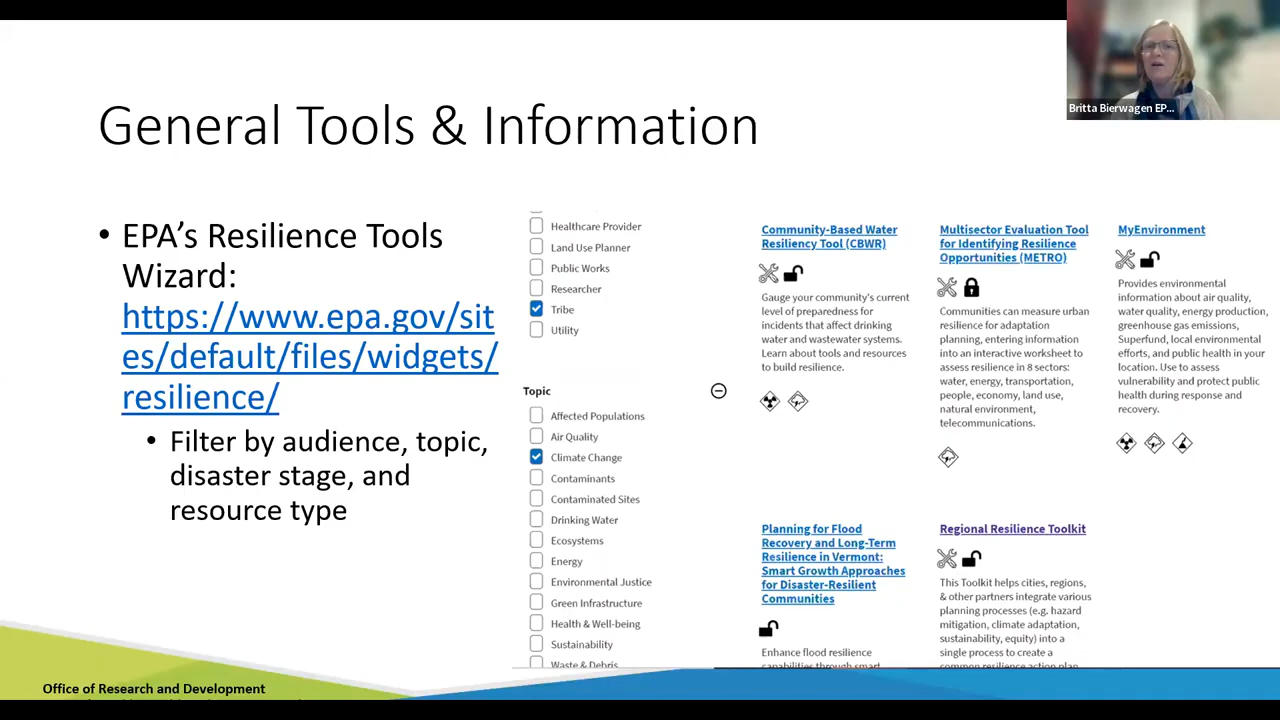 Britta Bierwagen EP...
General Tools & Information
• EPA's Resilience Tools
Wizard:
https://www.epa.gov/sit
es/default/files/widgets/
resilience/
• Filter by audience, topic,
disaster stage, and
resource type
Healthcare Provider
Land Use Planner
Public Works
Researcher
Tribe
Utility
Topic
Affected Populations
Air Quality
Climate Change
Contaminants
Contaminated Sites
Drinking Water
Ecosystems
Energy
Environmental Justice
Green Infrastructure
Health & Well-being
Sustainability
Waste & Debris
Community-Based Water
Resiliency Tool (CBWR)
Gauge your community's current
level of preparedness for
incidents that affect drinking
water and wastewater systems.
Learn about tools and resources
to build resilience.
Multisector Evaluation Tool
for Identifying Resilience
Opportunities (METRO)
Communities can measure urban
resilience for adaptation
planning, entering information
into an interactive worksheet to
assess resilience in 8 sectors:
water, energy, transportation,
people, economy, land use,
natural environment,
telecommunications.
MyEnvironment
Provides environmental
information about air quality,
water quality, energy production,
greenhouse gas emissions,
Superfund, local environmental
efforts, and public health in your
location. Use to assess
vulnerability and protect public
health during response and
recovery.
Planning for Flood
Recovery and Long-Term
Resilience in Vermont:
Smart Growth Approaches
for Disaster-Resilient
Communities
Enhance flood resilience
capabilities through smart
Regional Resilience Toolkit
This Toolkit helps cities, regions,
& other partners integrate various
planning processes (e.g. hazard
mitigation, climate adaptation,
sustainability, equity) into a
single process to create a
common resilience action plan
Office of Research and Development